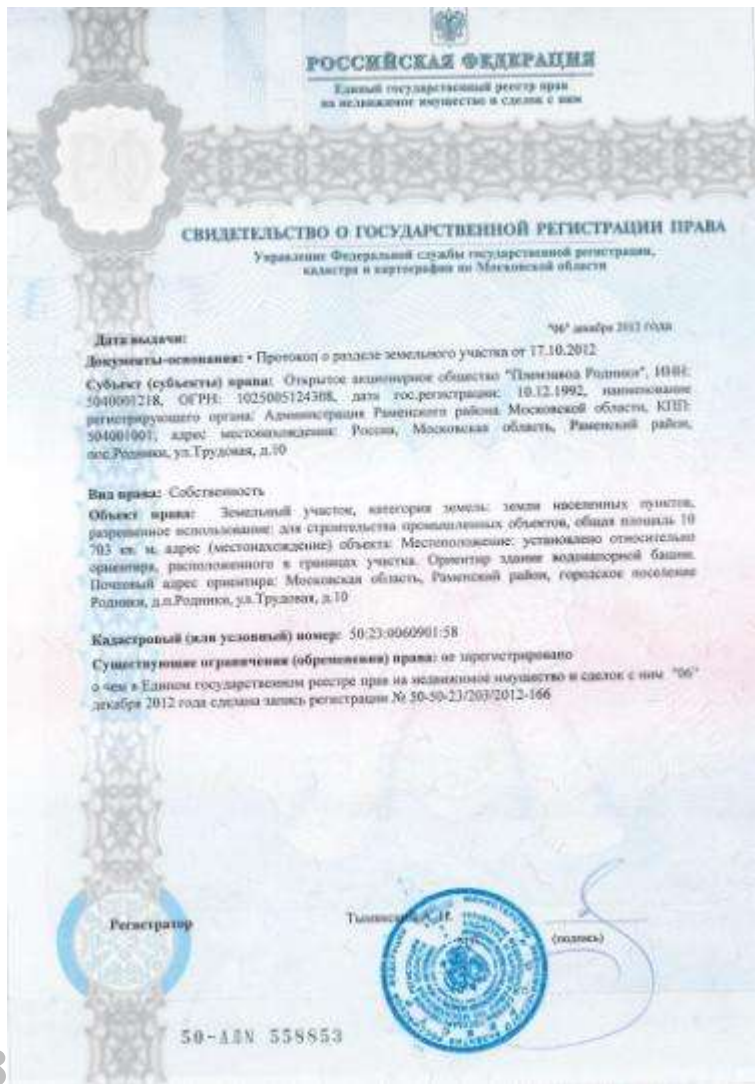 РОССИЙСКАЯ ФЕДЕРАЦИЯ
Единый государственный реестр прав
на недвижимое имущество и сделок с ним
СВИДЕТЕЛЬСТВО О ГОСУДАРСТВЕННОЙ РЕГИСТРАЦИИ ПРАВА
Управление Федеральной службы государственной регистрации,
кадастра и картографии по Московской области
Дата выдачи: "06" декабря 2012 года
Документы-основания: • Протокол о разделе земельного участка от 17.10.2012
Субъект (субъекты) права: Открытое акционерное общество "Племзавод Родники", ИНН:
5040001218, ОГРН: 1025005124308, дата гос.регистрации: 10.12.1992, наименование
регистрирующего органа: Администрация Раменского района Московской области, КПП:
504001001; адрес местонахождения: Россия, Московская область, Раменский район,
пос.Родники, ул.Трудовая, д.10
Вид права: Собственность
Объект права: Земельный участок, категория земель: земли населенных пунктов,
разрешенное использование: для строительства промышленных объектов, общая площадь 10
703 кв. м, адрес (местонахождение) объекта: Местоположение: установлено относительно
ориентира, расположенного в границах участка. Ориентир здание водонапорной башни.
Почтовый адрес ориентира: Московская область, Раменский район, городское поселение
Родники, д.п.Родники, ул.Трудовая, д.10
Кадастровый (или условный) номер: 50:23:0060901:58
Существующие ограничения (обременения) права: не зарегистрировано
о чем в Едином государственном реестре прав на недвижимое имущество и сделок с ним "06"
декабря 2012 года сделана запись регистрации № 50-50-23/203/2012-166
Регистратор
(подпись)
558853